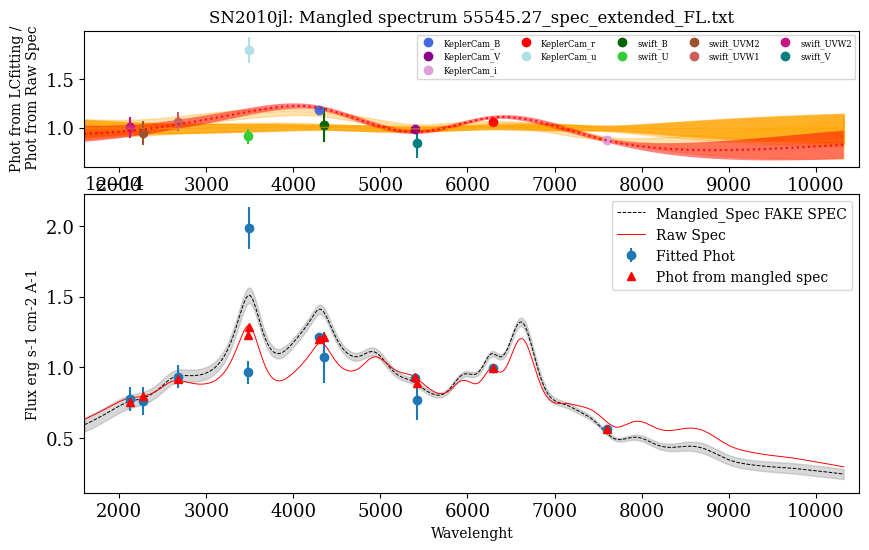 SN2010jl: Mangled spectrum 55545.27_spec_extended_FL.txt
Phot from LCfitting /
Phot from Raw Spec
1.5
1.0
KeplerCam_B
KeplerCam_V
KeplerCam_i
KeplerCam_r
KeplerCam_u
swift_B
swift_U
swift_UVM2
swift_UVW1
swift_UVW2
swift_V
2000 3000 4000 5000 6000 7000 8000 9000 10000
1e−14
Flux erg s-1 cm-2 A-1
2.0
1.5
1.0
0.5
Mangled_Spec FAKE SPEC
Raw Spec
Fitted Phot
Phot from mangled spec
2000 3000 4000 5000 6000 7000 8000 9000 10000
Wavelenght